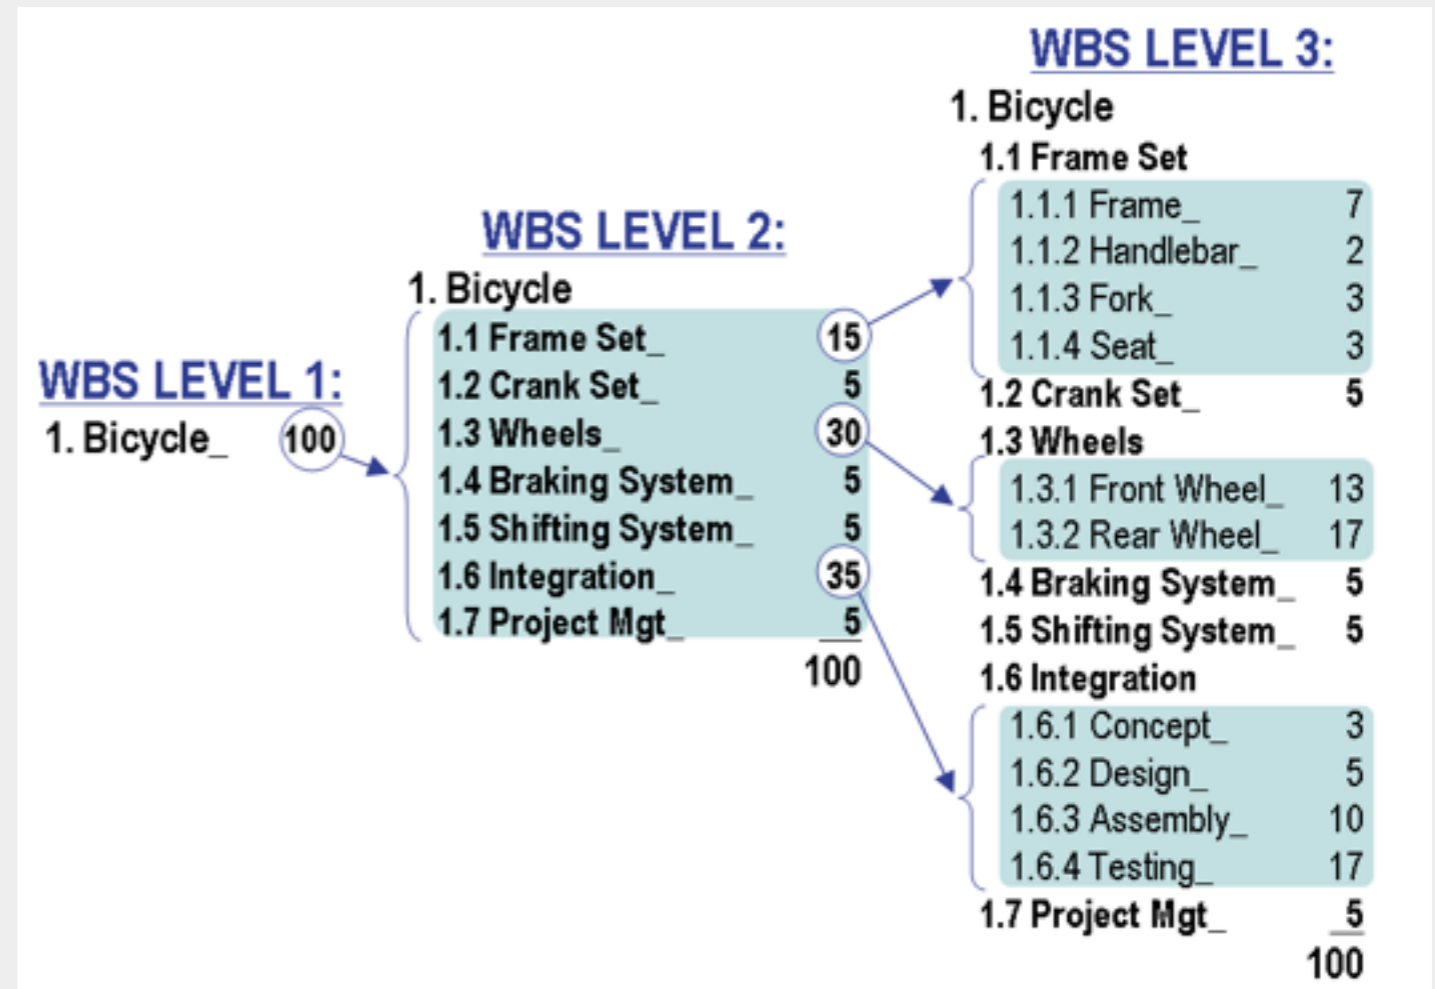 WBS LEVEL 1:
1. Bicycle_ 100
WBS LEVEL 2:
1. Bicycle
1.1 Frame Set_ 15
1.2 Crank Set_ 5
1.3 Wheels_ 30
1.4 Braking System_ 5
1.5 Shifting System_ 5
1.6 Integration_ 35
1.7 Project Mgt_ 5
100
WBS LEVEL 3:
1. Bicycle
1.1 Frame Set
1.1.1 Frame_ 7
1.1.2 Handlebar_ 2
1.1.3 Fork_ 3
1.1.4 Seat_ 3
1.2 Crank Set_ 5
1.3 Wheels
1.3.1 Front Wheel_ 13
1.3.2 Rear Wheel_ 17
1.4 Braking System_ 5
1.5 Shifting System_ 5
1.6 Integration
1.6.1 Concept_ 3
1.6.2 Design_ 5
1.6.3 Assembly_ 10
1.6.4 Testing_ 17
1.7 Project Mgt_ 5
100